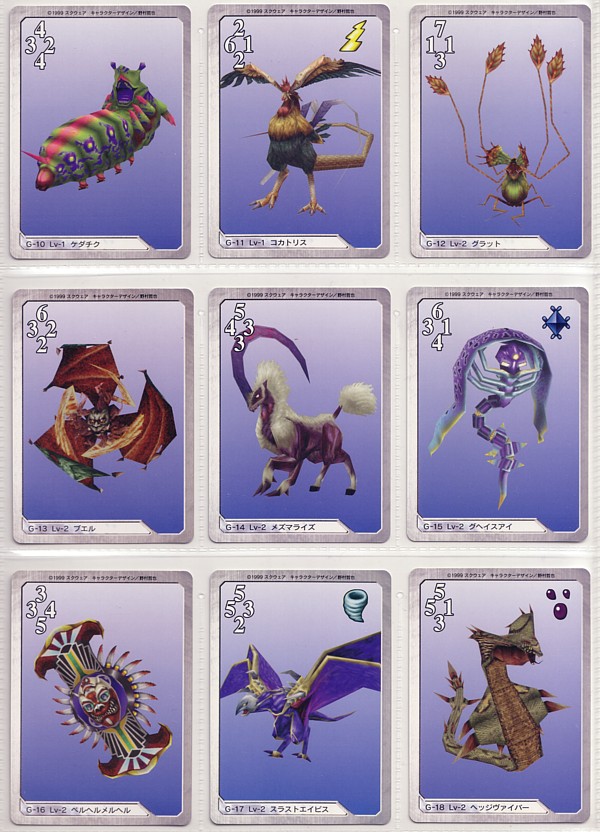 ©1999 スクウェア キャラクターデザイン/野村哲也
4
3 2
4
G-10 Lv-1 ケダチク
©1999 スクウェア キャラクターデザイン/野村哲也
2
6 1
2
G-11 Lv-1 コカトリス
©1999 スクウェア キャラクターデザイン/野村哲也
7
1 1
3
G-12 Lv-2 グラット
©1999 スクウェア キャラクターデザイン/野村哲也
6
3 2
2
G-13 Lv-2 ブエル
©1999 スクウェア キャラクターデザイン/野村哲也
5
4 3
3
G-14 Lv-2 メズマライズ
©1999 スクウェア キャラクターデザイン/野村哲也
6
3 1
4
G-15 Lv-2 グヘイスアイ
©1999 スクウェア キャラクターデザイン/野村哲也
3
3 4
5
G-16 Lv-2 ベルヘルメルヘル
©1999 スクウェア キャラクターデザイン/野村哲也
5
5 3
2
G-17 Lv-2 スラストエイビス
©1999 スクウェア キャラクターデザイン/野村哲也
5
5 1
3
G-18 Lv-2 ヘッジヴァイパー